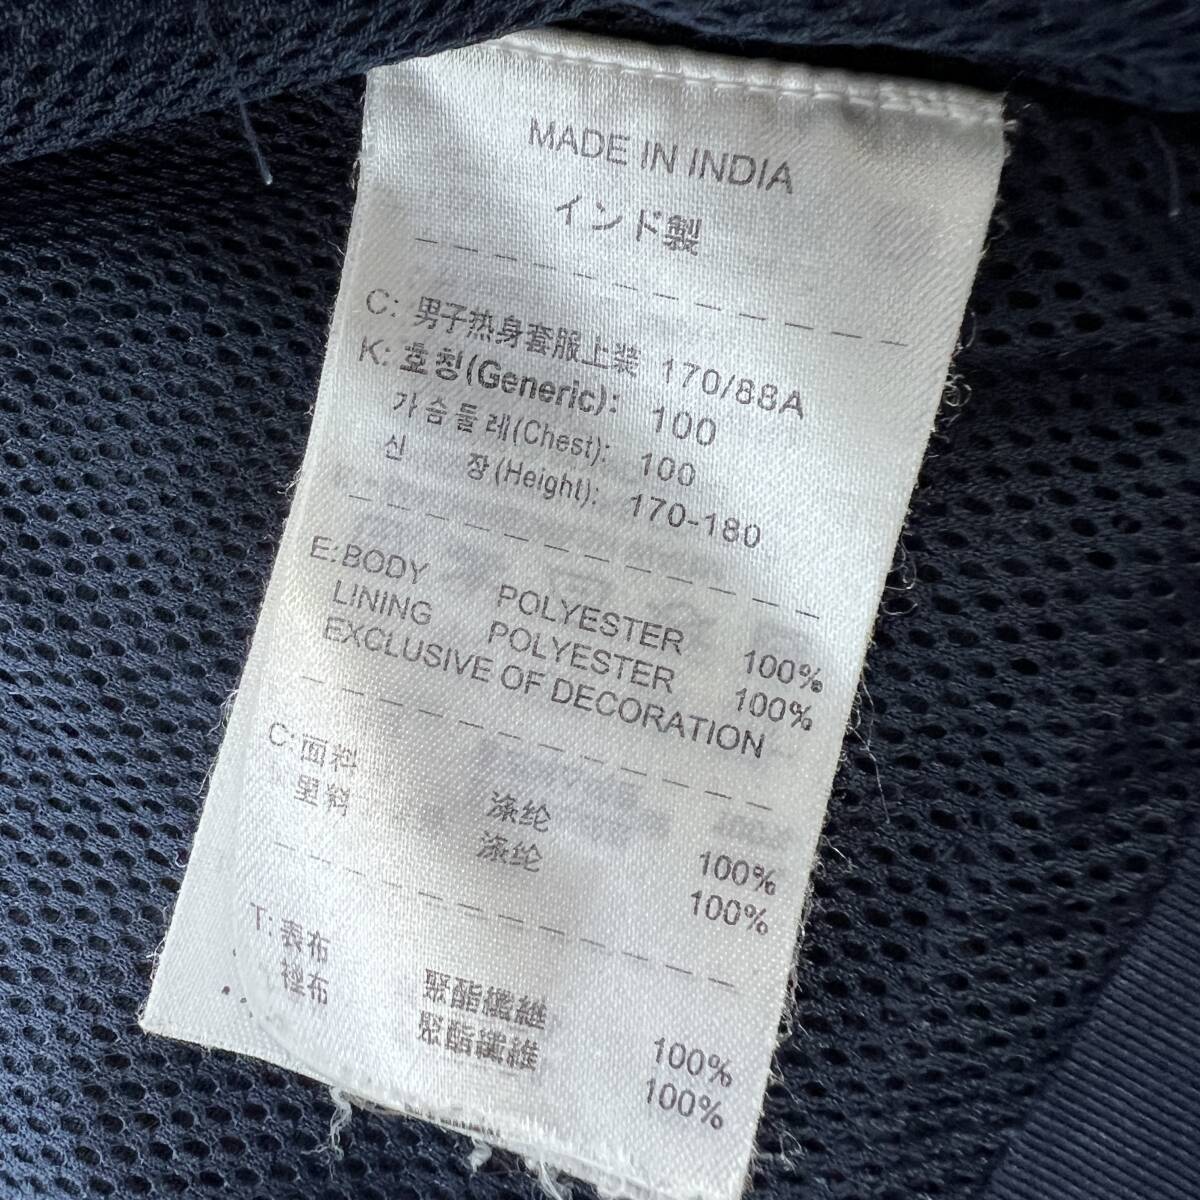 MADE IN INDIA
インド製
C: 男子热身套服上装 170/88A
K: 호칭(Generic): 100
가슴둘레(Chest): 100
신 장(Height): 170-180
E:BODY POLYESTER 100%
LINING POLYESTER 100%
EXCLUSIVE OF DECORATION
C:面料 涤纶 100%
里料 涤纶 100%
T:表布 聚酯纖維 100%
裡布 聚酯纖維 100%